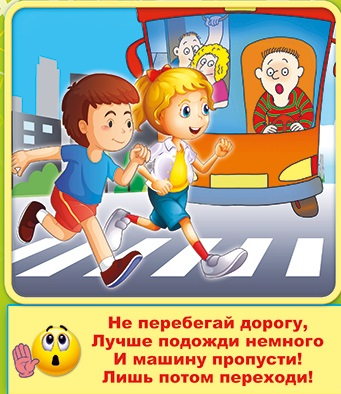 Не перебегай дорогу,
Лучше подожди немного
И машину пропусти!
Лишь потом переходи!